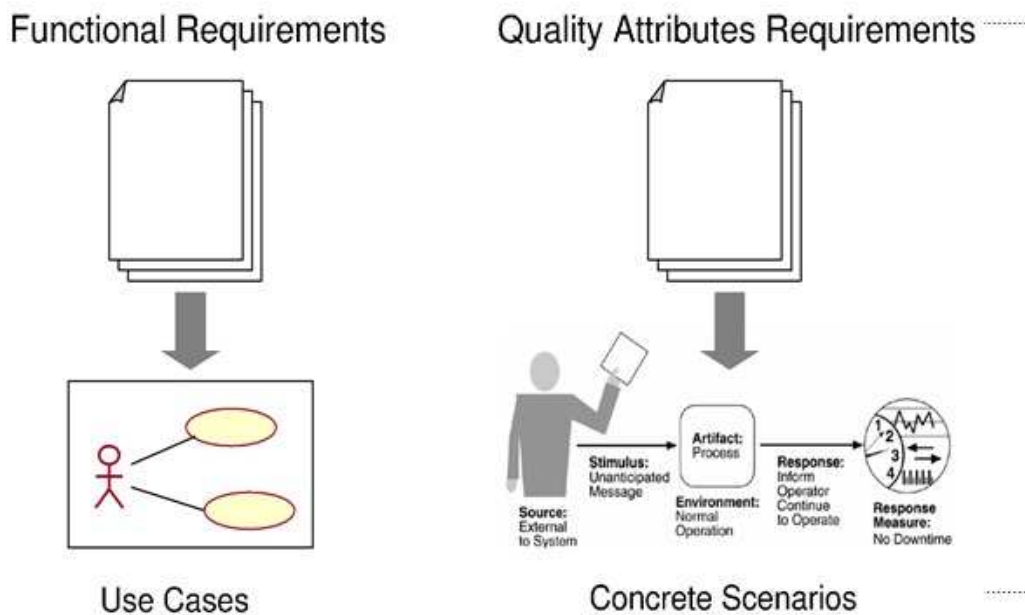 Functional Requirements
Quality Attributes Requirements
Artifact:
Process
Stimulus:
Unanticipated
Message
Source:
External
to System
Environment:
Normal
Operation
Response:
Inform
Operator
Continue
to Operate
1
2
3
4
Response
Measure:
No Downtime
Use Cases
Concrete Scenarios